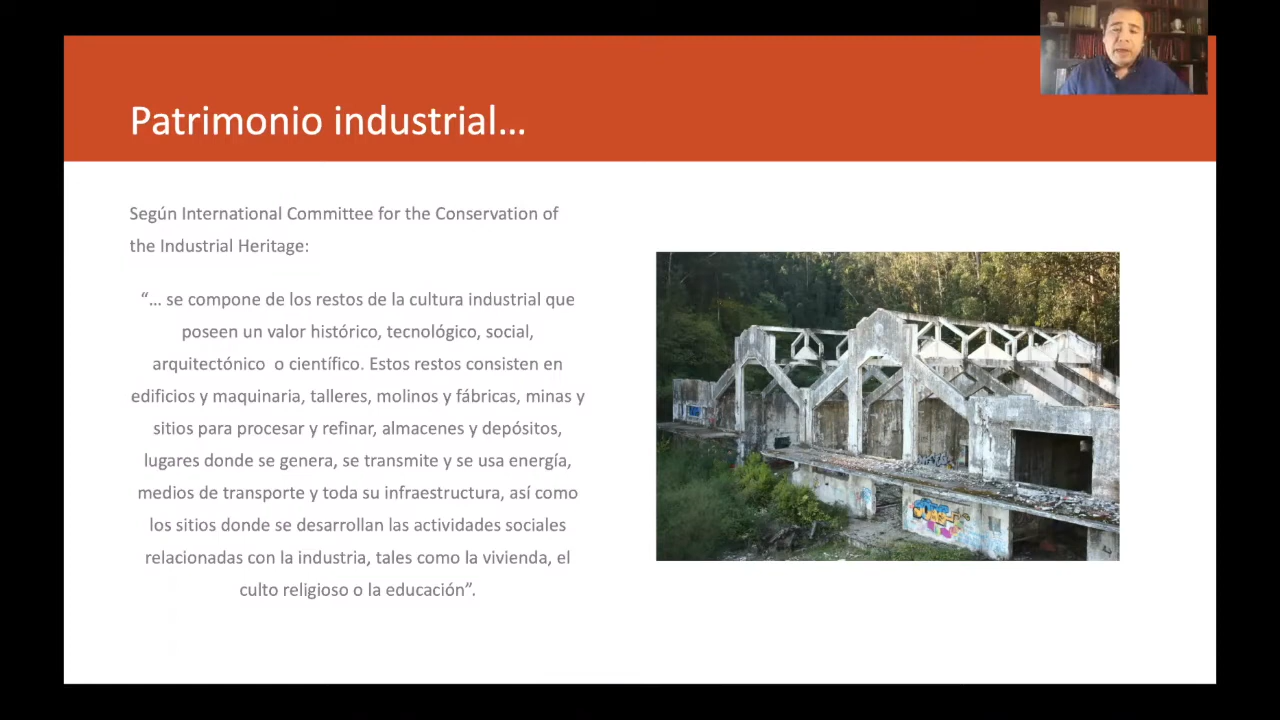 Patrimonio industrial...
Según International Committee for the Conservation of
the Industrial Heritage:
“... se compone de los restos de la cultura industrial que
poseen un valor histórico, tecnológico, social,
arquitectónico o científico. Estos restos consisten en
edificios y maquinaria, talleres, molinos y fábricas, minas y
sitios para procesar y refinar, almacenes y depósitos,
lugares donde se genera, se transmite y se usa energía,
medios de transporte y toda su infraestructura, así como
los sitios donde se desarrollan las actividades sociales
relacionadas con la industria, tales como la vivienda, el
culto religioso o la educación”.